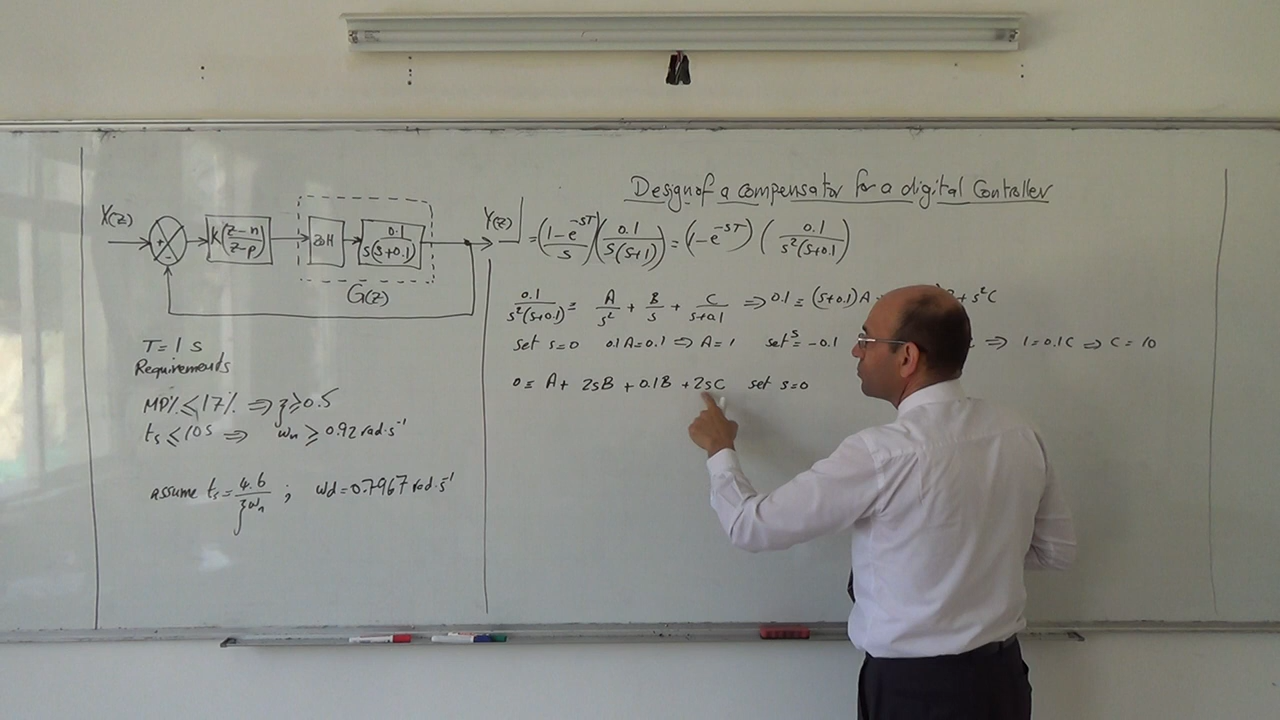 Design of a compensator for a digital Controller
X(z)
K(z-n/z-p)
ZOH
0.1/s(s+0.1)
G(z)
Y(z)
T=1 s
Requirements
MP% ≤ 17% ⇒ ζ ≥ 0.5
ts ≤ 10s ⇒ ωn ≥ 0.92 rad·s⁻¹
assume ts = 4.6/ζωn ; ωd = 0.7967 rad·s⁻¹
= (1-e^-sT/s)(0.1/s(s+1)) = (1-e^-sT) (0.1/s²(s+0.1))
0.1/s²(s+0.1) = A/s² + B/s + C/s+0.1 ⇒ 0.1 = (s+0.1)A + s²C
set s=0 0.1A=0.1 ⇒ A=1 set s = -0.1 ⇒ 1=0.1C ⇒ C = 10
0 = A + 2sB + 0.1B + 2sC set s=0